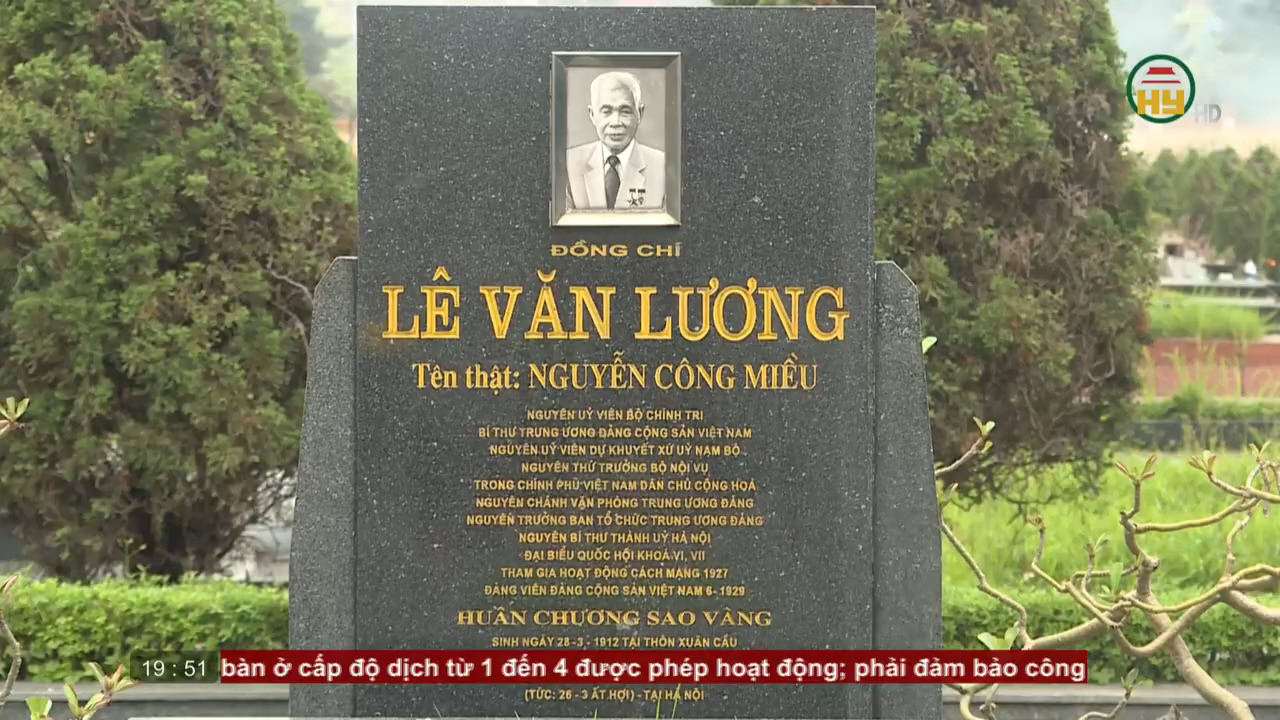 HY HD
ĐỒNG CHÍ
LÊ VĂN LƯƠNG
Tên thật: NGUYỄN CÔNG MIỀU
NGUYÊN UỶ VIÊN BỘ CHÍNH TRỊ
BÍ THƯ TRUNG ƯƠNG ĐẢNG CỘNG SẢN VIỆT NAM
NGUYÊN UỶ VIÊN DỰ KHUYẾT XỨ UỶ NAM BỘ
NGUYÊN THỨ TRƯỞNG BỘ NỘI VỤ
TRONG CHÍNH PHỦ VIỆT NAM DÂN CHỦ CỘNG HOÀ
NGUYÊN CHÁNH VĂN PHÒNG TRUNG ƯƠNG ĐẢNG
NGUYÊN TRƯỞNG BAN TỔ CHỨC TRUNG ƯƠNG ĐẢNG
NGUYÊN BÍ THƯ THÀNH UỶ HÀ NỘI
ĐẠI BIỂU QUỐC HỘI KHOÁ VI, VII
THAM GIA HOẠT ĐỘNG CÁCH MẠNG 1927
ĐẢNG VIÊN ĐẢNG CỘNG SẢN VIỆT NAM 6-1929
HUÂN CHƯƠNG SAO VÀNG
SINH NGÀY 28-3-1912 TẠI THÔN XUÂN CẦU
19 : 51 bàn ở cấp độ dịch từ 1 đến 4 được phép hoạt động; phải đảm bảo công
(TỨC: 26 - 3 ẤT HỢI) - TẠI HÀ NỘI